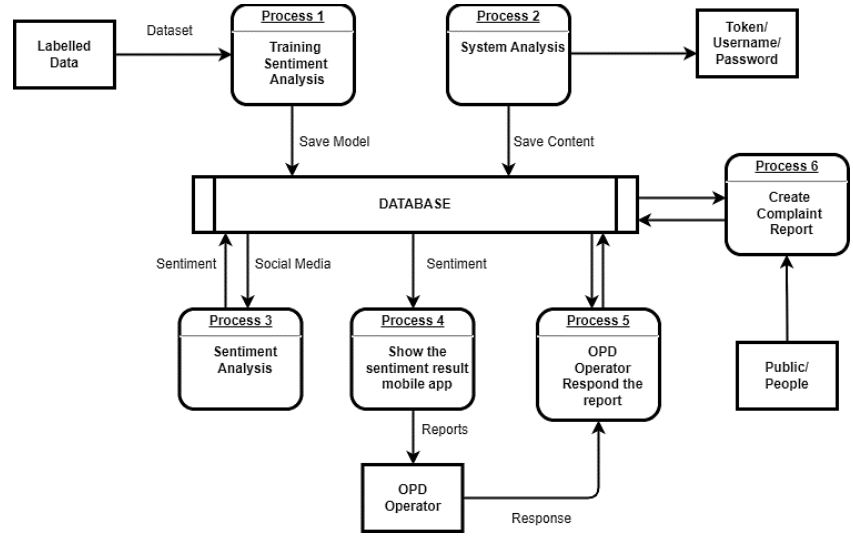 Labelled
Data
Dataset
Process 1
Training
Sentiment
Analysis
Process 2
System Analysis
Token/
Username/
Password
Save Model
Save Content
DATABASE
Process 6
Create
Complaint
Report
Sentiment
Social Media
Sentiment
Process 3
Sentiment
Analysis
Process 4
Show the
sentiment result
mobile app
Process 5
OPD
Operator
Respond the
report
Public/
People
Reports
OPD
Operator
Response